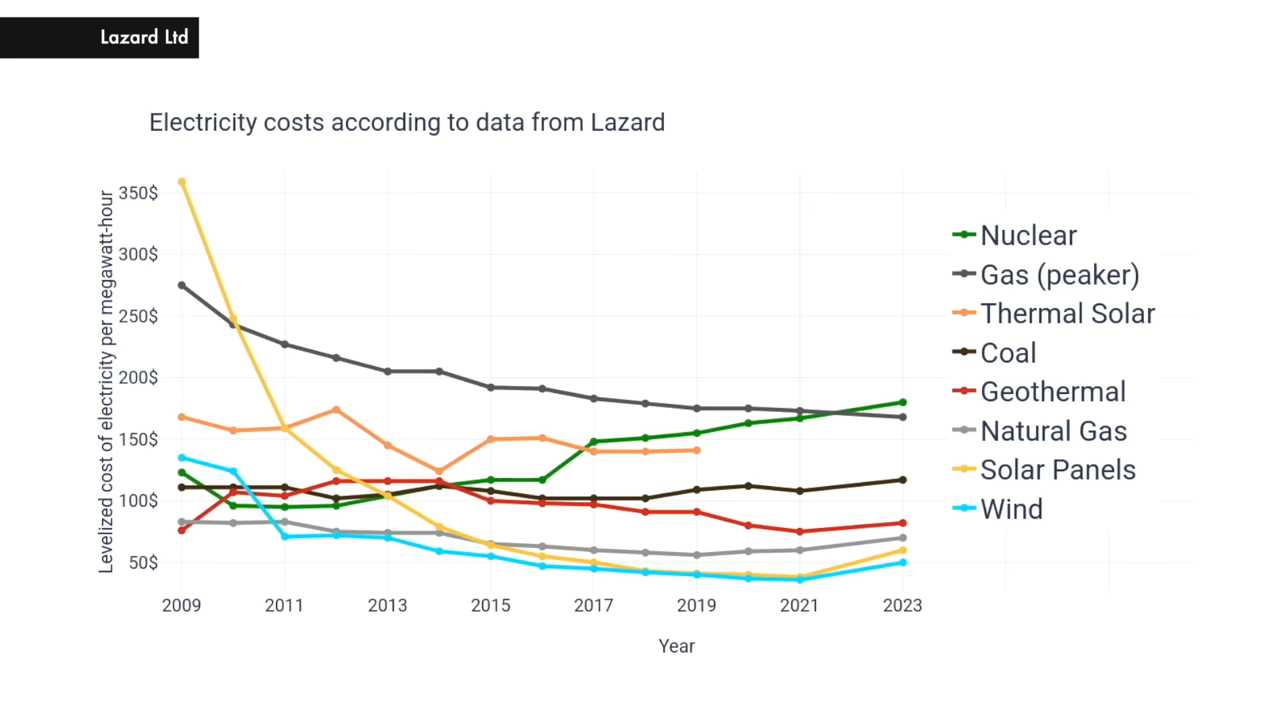 Lazard Ltd
Electricity costs according to data from Lazard
Levelized cost of electricity per megawatt-hour
350$
300$
250$
200$
150$
100$
50$
2009 2011 2013 2015 2017 2019 2021 2023
Year
Nuclear
Gas (peaker)
Thermal Solar
Coal
Geothermal
Natural Gas
Solar Panels
Wind